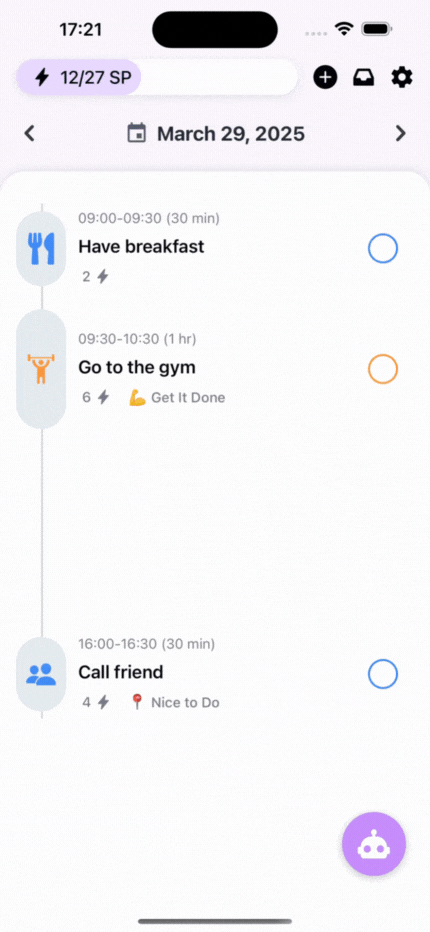 17:21
12/27 SP
March 29, 2025
09:00-09:30 (30 min)
Have breakfast
2
09:30-10:30 (1 hr)
Go to the gym
6 💪 Get It Done
16:00-16:30 (30 min)
Call friend
4 📍 Nice to Do